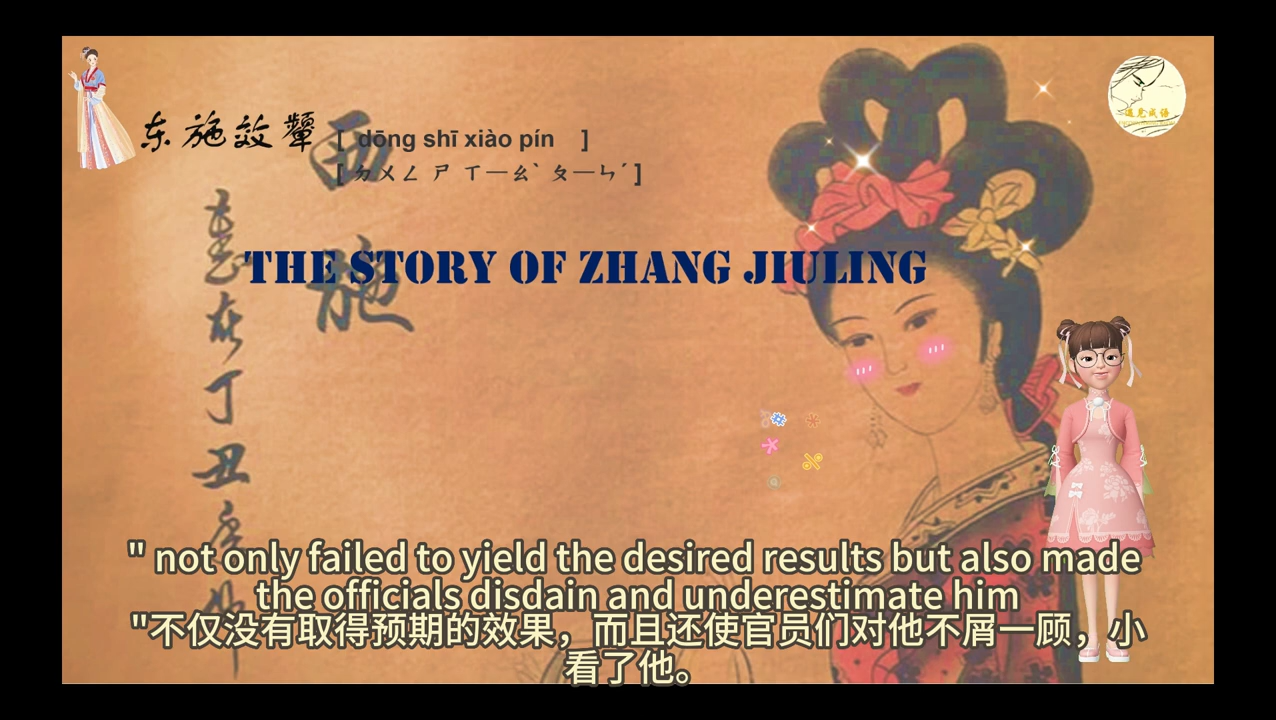 东施效颦
[ dōng shī xiào pín ]
[ ㄉㄨㄥ ㄕ ㄒㄧㄠˋ ㄆㄧㄣˊ ]
西施
THE STORY OF ZHANG JIULING
" not only failed to yield the desired results but also made
the officials disdain and underestimate him
"不仅没有取得预期的效果，而且还使官员们对他不屑一顾，小
看了他。